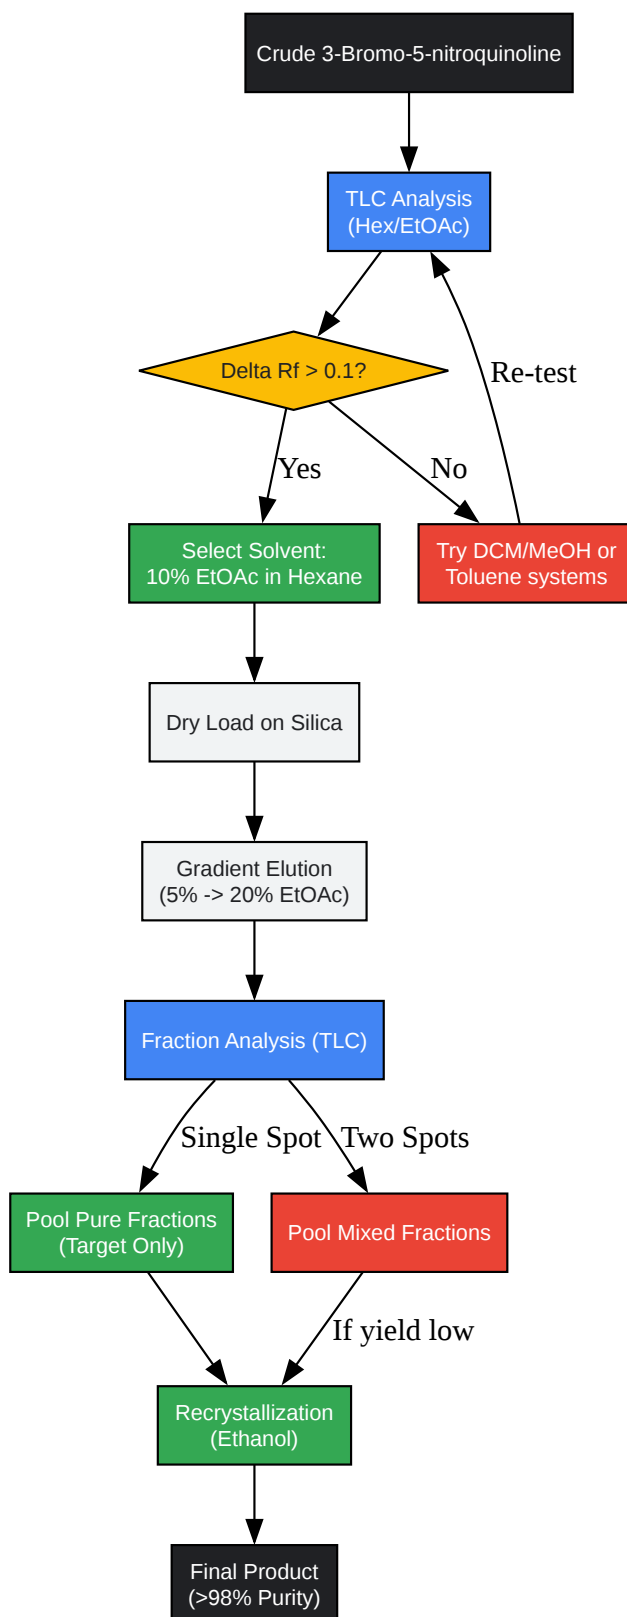 Crude 3-Bromo-5-nitroquinoline
TLC Analysis
(Hex/EtOAc)
Delta Rf > 0.1?
Re-test
Yes
No
Select Solvent:
10% EtOAc in Hexane
Try DCM/MeOH or
Toluene systems
Dry Load on Silica
Gradient Elution
(5% -> 20% EtOAc)
Fraction Analysis (TLC)
Single Spot
Two Spots
Pool Pure Fractions
(Target Only)
Pool Mixed Fractions
If yield low
Recrystallization
(Ethanol)
Final Product
(>98% Purity)